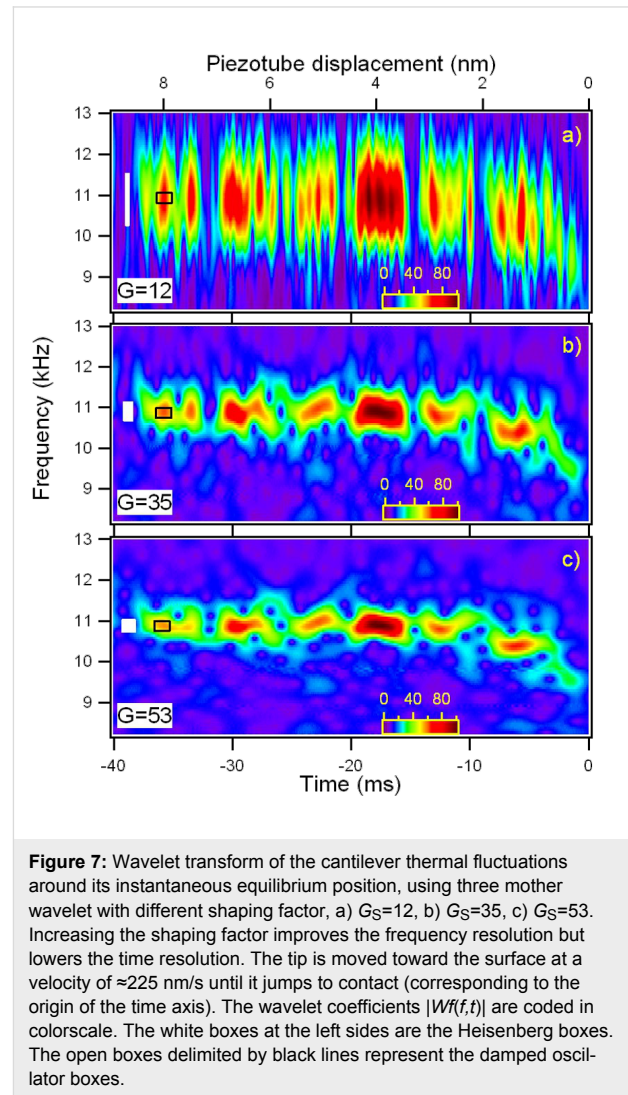 Piezotube displacement (nm)
8 6 4 2 0
13
12
11
10
9
a)
0 40 80
G=12
13
12
11
10
9
b)
0 40 80
G=35
Frequency (kHz)
13
12
11
10
9
c)
0 40 80
G=53
-40 -30 -20 -10 0
Time (ms)
Figure 7: Wavelet transform of the cantilever thermal fluctuations
around its instantaneous equilibrium position, using three mother
wavelet with different shaping factor, a) GS=12, b) GS=35, c) GS=53.
Increasing the shaping factor improves the frequency resolution but
lowers the time resolution. The tip is moved toward the surface at a
velocity of ≈225 nm/s until it jumps to contact (corresponding to the
origin of the time axis). The wavelet coefficients |Wf(f,t)| are coded in
colorscale. The white boxes at the left sides are the Heisenberg boxes.
The open boxes delimited by black lines represent the damped oscil-
lator boxes.